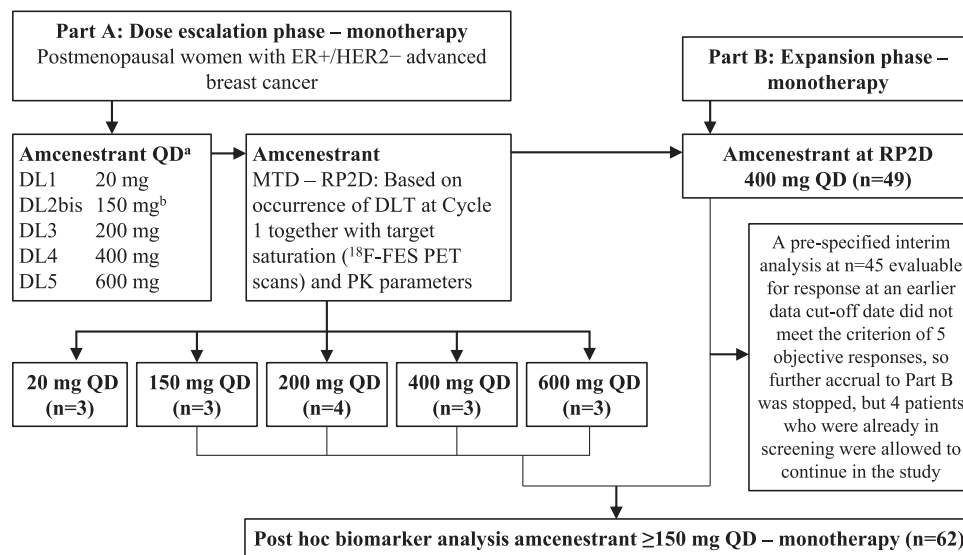 Part A: Dose escalation phase – monotherapy
Postmenopausal women with ER+/HER2− advanced
breast cancer
Part B: Expansion phase –
monotherapy
Amcenestrant QDᵃ
DL1 20 mg
DL2bis 150 mgᵇ
DL3 200 mg
DL4 400 mg
DL5 600 mg
Amcenestrant
MTD – RP2D: Based on
occurrence of DLT at Cycle
1 together with target
saturation (¹⁸F-FES PET
scans) and PK parameters
Amcenestrant at RP2D
400 mg QD (n=49)
A pre-specified interim
analysis at n=45 evaluable
for response at an earlier
data cut-off date did not
meet the criterion of 5
objective responses, so
further accrual to Part B
was stopped, but 4 patients
who were already in
screening were allowed to
continue in the study
20 mg QD
(n=3)
150 mg QD
(n=3)
200 mg QD
(n=4)
400 mg QD
(n=3)
600 mg QD
(n=3)
Post hoc biomarker analysis amcenestrant ≥150 mg QD – monotherapy (n=62)